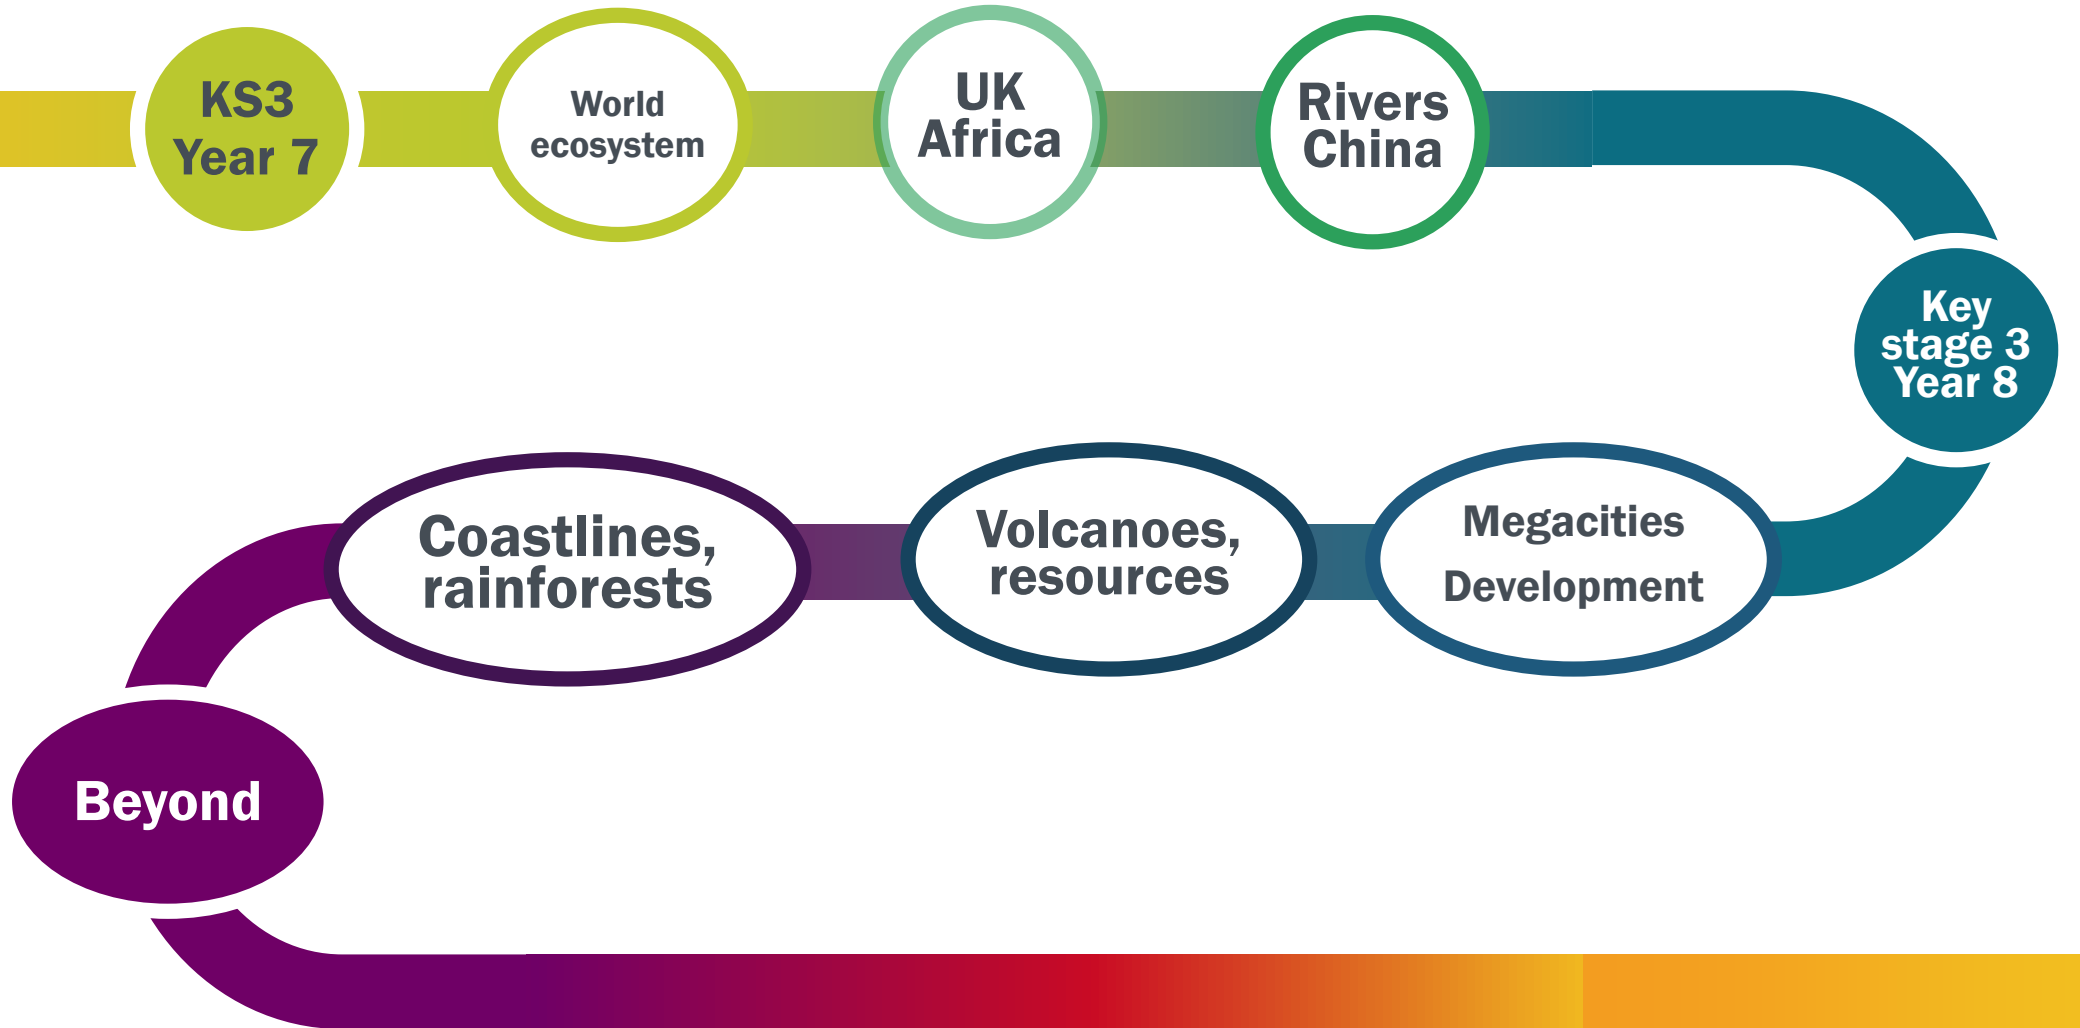 KS3
Year 7
World
ecosystem
UK
Africa
Rivers
China
Key
stage 3
Year 8
Megacities
Development
Volcanoes,
resources
Coastlines,
rainforests
Beyond